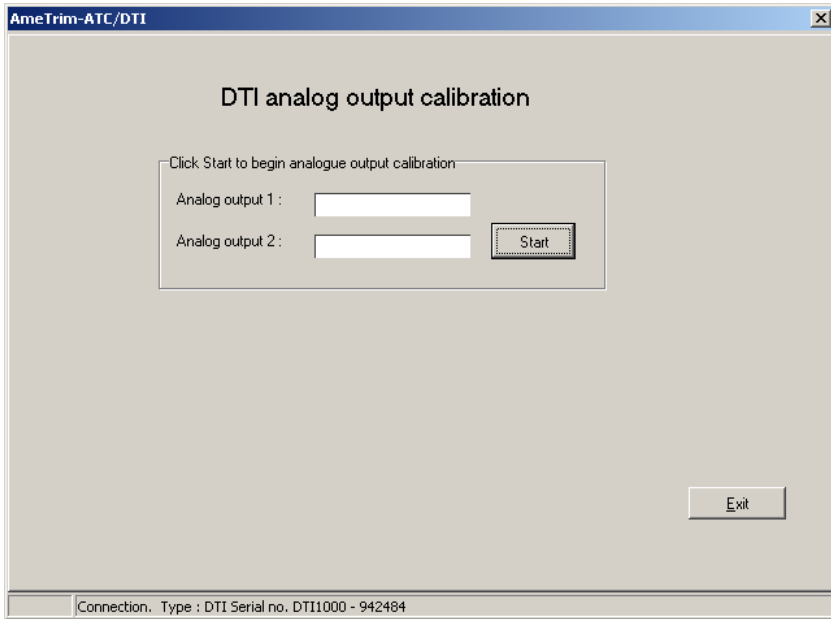 AmeTrim-ATC/DTI
DTI analog output calibration
Click Start to begin analogue output calibration
Analog output 1 :
Analog output 2 :
Start
Exit
Connection.  Type : DTI Serial no. DTI1000 - 942484